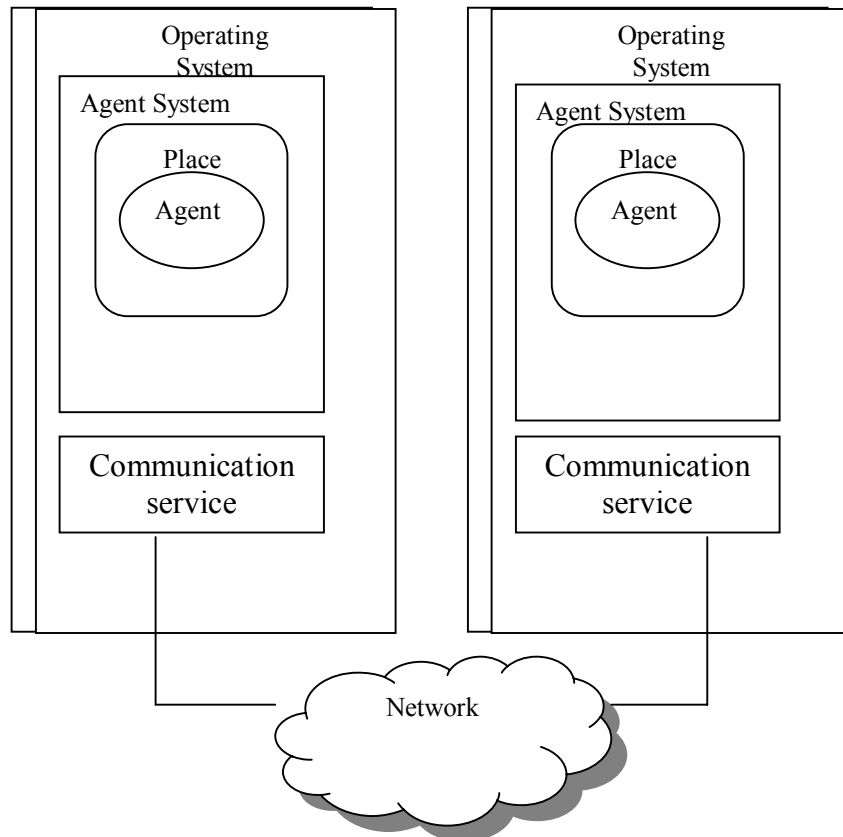 Operating
System
Agent System
Place
Agent
Communication
service
Operating
System
Agent System
Place
Agent
Communication
service
Network